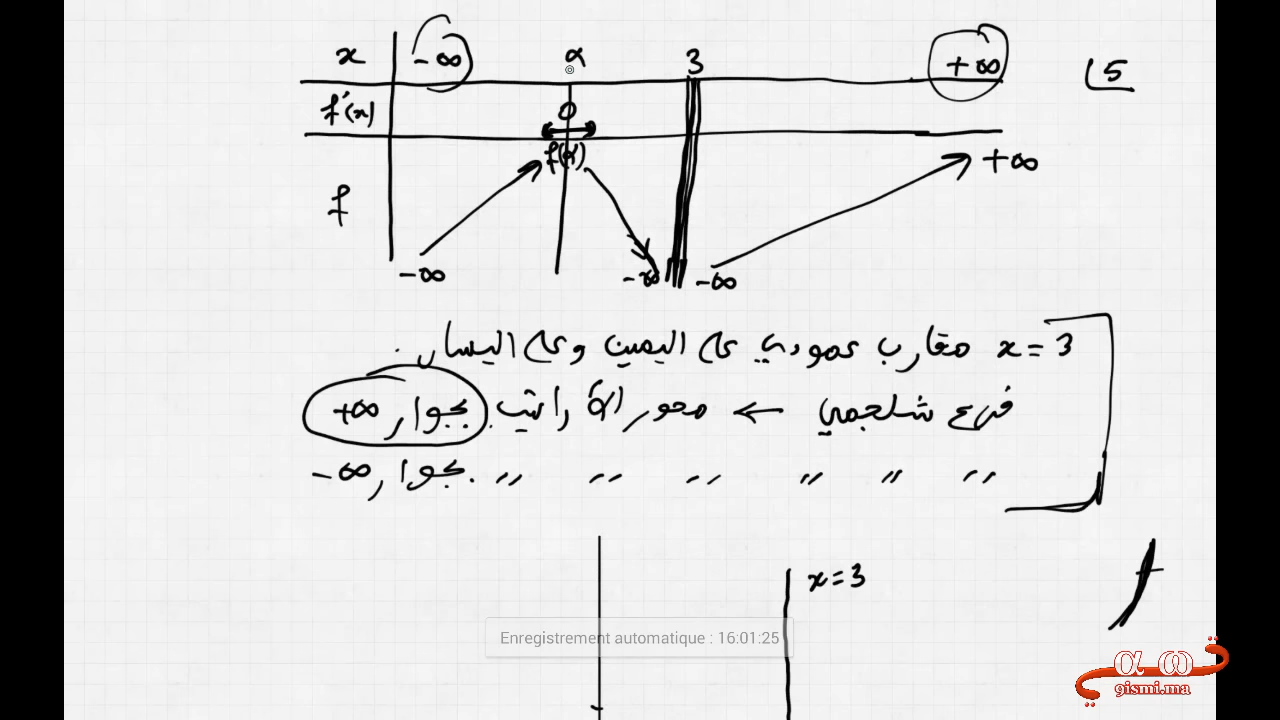 x -∞ α 3 +∞
(5
f'(x) 0
f(α) +∞
f
-∞ -∞ -∞
x = 3 مقارب عمودي على اليمين وعلى اليسار.
فرع شلجمي ← محور الأراتيب بجوار +∞
,, ,, ,, ,, ,, ,, بجوار -∞
x = 3
Enregistrement automatique : 16:01:25
α ω
9ismi.ma